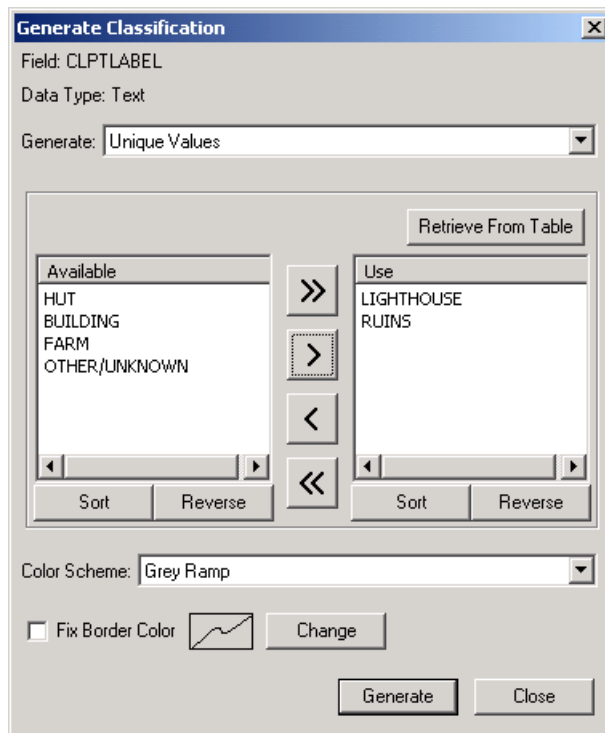 Generate Classification
Field: CLPTLABEL
Data Type: Text
Generate: Unique Values
Retrieve From Table
Available
HUT
BUILDING
FARM
OTHER/UNKNOWN
Sort Reverse
>>
>
<
<<
Use
LIGHTHOUSE
RUINS
Sort Reverse
Color Scheme: Grey Ramp
Fix Border Color Change
Generate Close